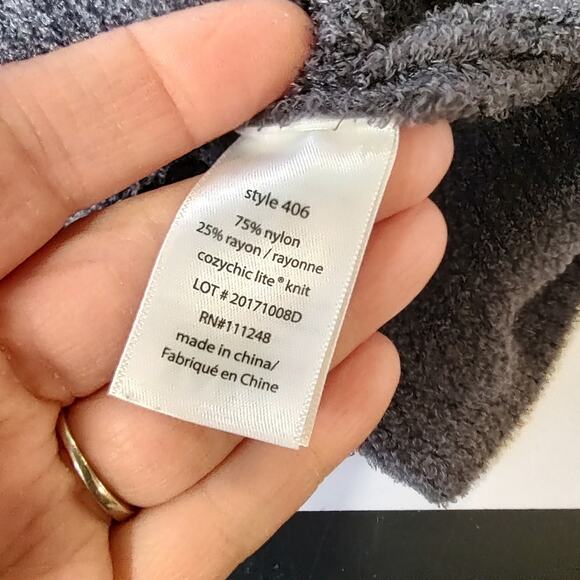 style 406
75% nylon
25% rayon / rayonne
cozychic lite® knit
LOT # 20171008D
RN#111248
made in china/
Fabriqué en Chine